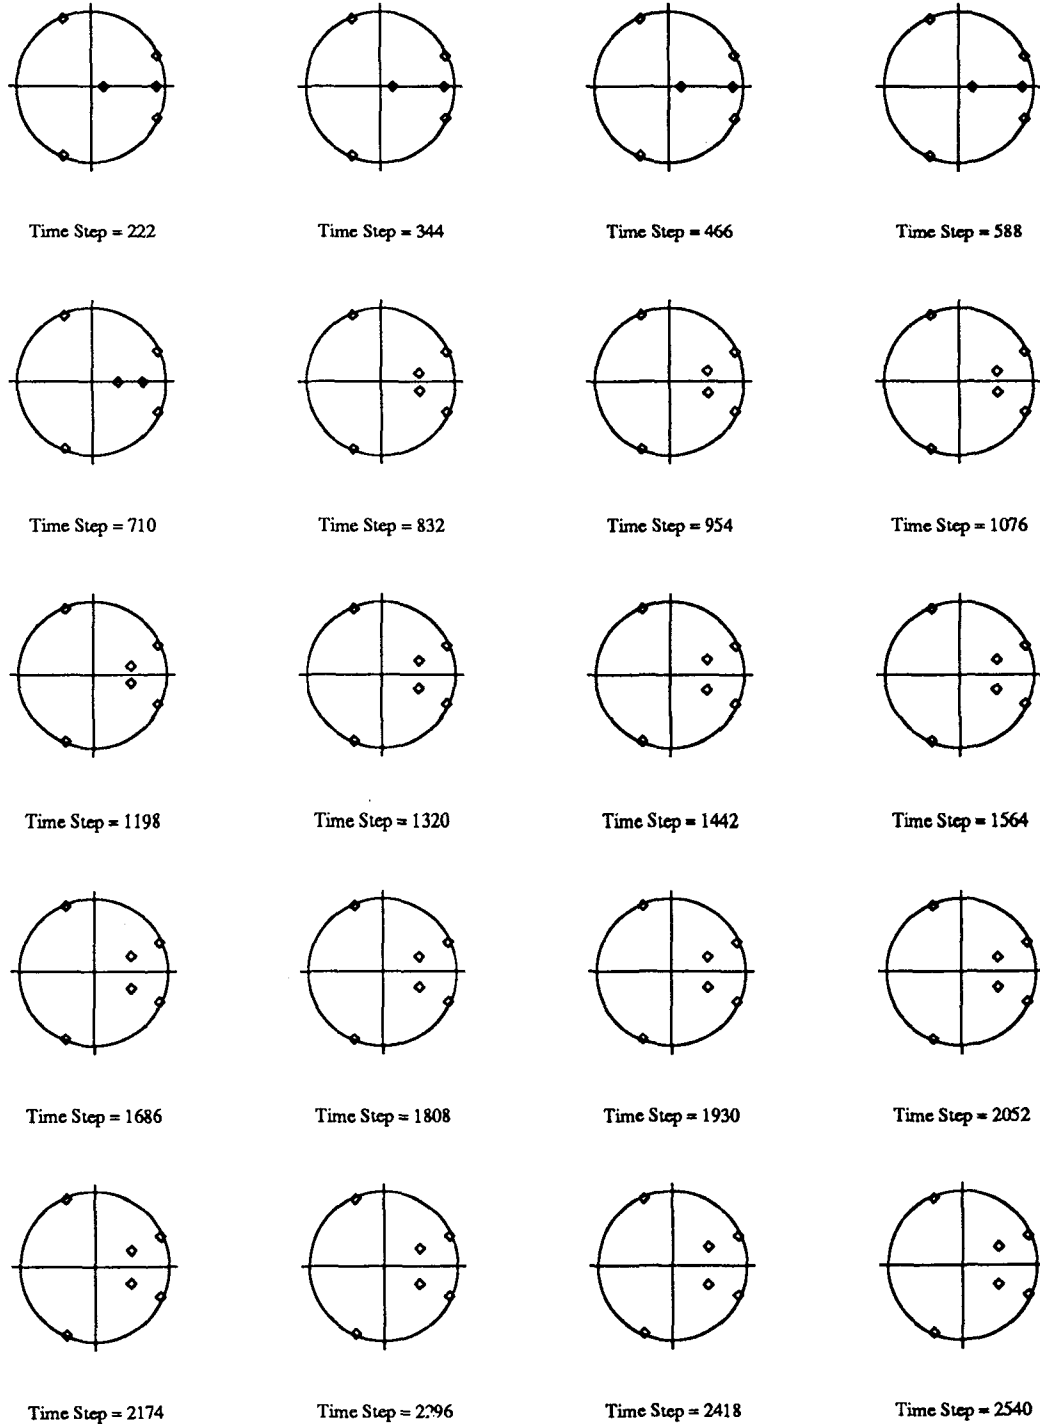 Time Step = 222
Time Step = 344
Time Step = 466
Time Step = 588
Time Step = 710
Time Step = 832
Time Step = 954
Time Step = 1076
Time Step = 1198
Time Step = 1320
Time Step = 1442
Time Step = 1564
Time Step = 1686
Time Step = 1808
Time Step = 1930
Time Step = 2052
Time Step = 2174
Time Step = 2296
Time Step = 2418
Time Step = 2540